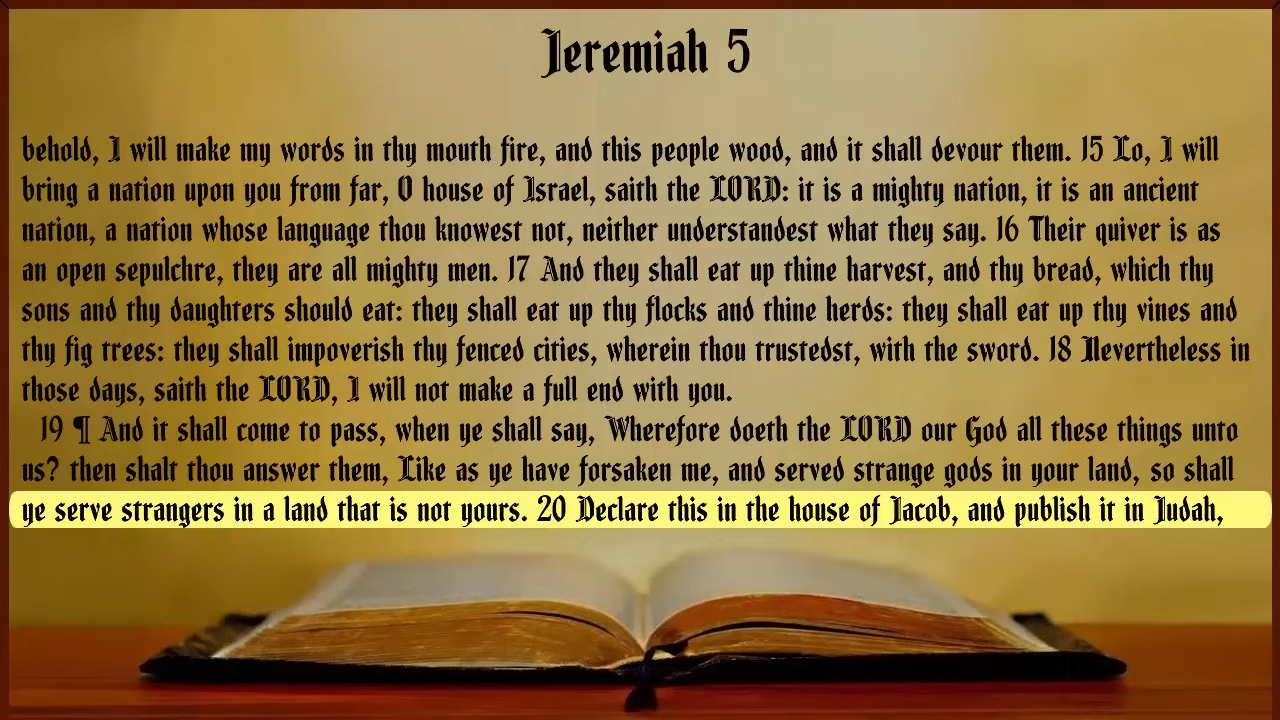 Jeremiah 5
behold, I will make my words in thy mouth fire, and this people wood, and it shall devour them. 15 Lo, I will
bring a nation upon you from far, O house of Israel, saith the LORD: it is a mighty nation, it is an ancient
nation, a nation whose language thou knowest not, neither understandest what they say. 16 Their quiver is as
an open sepulchre, they are all mighty men. 17 And they shall eat up thine harvest, and thy bread, which thy
sons and thy daughters should eat: they shall eat up thy flocks and thine herds: they shall eat up thy vines and
thy fig trees: they shall impoverish thy fenced cities, wherein thou trustedst, with the sword. 18 Nevertheless in
those days, saith the LORD, I will not make a full end with you.
19 ¶ And it shall come to pass, when ye shall say, Wherefore doeth the LORD our God all these things unto
us? then shalt thou answer them, Like as ye have forsaken me, and served strange gods in your land, so shall
ye serve strangers in a land that is not yours. 20 Declare this in the house of Jacob, and publish it in Judah,